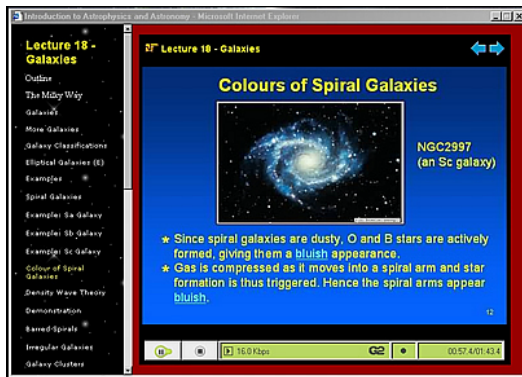 Introduction to Astrophysics and Astronomy - Microsoft Internet Explorer
Lecture 18 -
Galaxies
Outline
The Milky Way
Galaxies
More Galaxies
Galaxy Classifications
Elliptical Galaxies (E)
Examples
Spiral Galaxies
Example: Sa Galaxy
Example: Sb Galaxy
Example: Sc Galaxy
Colour of Spiral
Galaxies
Density Wave Theory
Demonstration
Barred Spirals
Irregular Galaxies
Galaxy Clusters
Lecture 18 - Galaxies
Colours of Spiral Galaxies
NGC2997
(an Sc galaxy)
Since spiral galaxies are dusty, O and B stars are actively
formed, giving them a bluish appearance.
Gas is compressed as it moves into a spiral arm and star
formation is thus triggered. Hence the spiral arms appear
bluish.
12
16.0 Kbps
G2
00:57.4/01:43.4